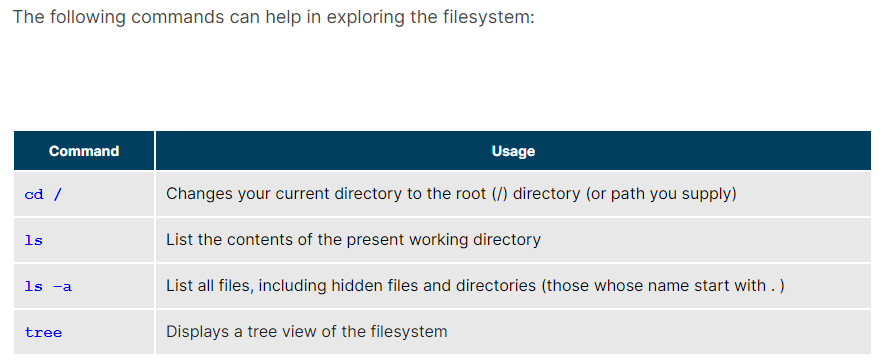 The following commands can help in exploring the filesystem:
Command Usage
cd / Changes your current directory to the root (/) directory (or path you supply)
ls List the contents of the present working directory
ls -a List all files, including hidden files and directories (those whose name start with . )
tree Displays a tree view of the filesystem